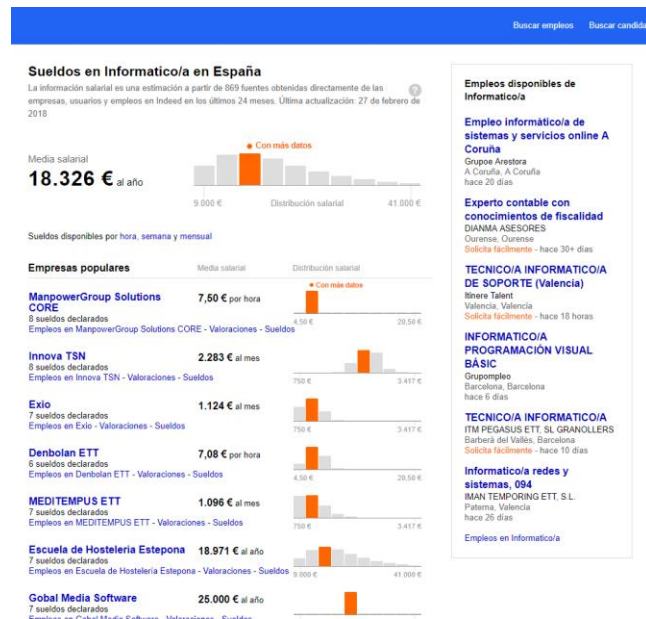 Buscar empleos Buscar candida
Sueldos en Informatico/a en España
La información salarial es una estimación a partir de 869 fuentes obtenidas directamente de las
empresas, usuarios y empleos en Indeed en los últimos 24 meses. Última actualización: 27 de febrero de
2018
?
Con más datos
Media salarial
18.326 € al año
9.000 € Distribución salarial 41.000 €
Sueldos disponibles por hora, semana y mensual
Empresas populares Media salarial Distribución salarial
Con más datos
ManpowerGroup Solutions
CORE
7,50 € por hora
8 sueldos declarados
4,50 € 20,50 €
Empleos en ManpowerGroup Solutions CORE - Valoraciones - Sueldos
Innova TSN 2.283 € al mes
8 sueldos declarados
Empleos en Innova TSN - Valoraciones - Sueldos
750 € 3.417 €
Exio 1.124 € al mes
7 sueldos declarados
Empleos en Exio - Valoraciones - Sueldos
750 € 3.417 €
Denbolan ETT 7,08 € por hora
6 sueldos declarados
Empleos en Denbolan ETT - Valoraciones - Sueldos
4,50 € 20,50 €
MEDITEMPUS ETT 1.096 € al mes
7 sueldos declarados
Empleos en MEDITEMPUS ETT - Valoraciones - Sueldos
750 € 3.417 €
Escuela de Hosteleria Estepona 18.971 € al año
7 sueldos declarados
Empleos en Escuela de Hosteleria Estepona - Valoraciones - Sueldos
9.000 € 41.000 €
Gobal Media Software 25.000 € al año
7 sueldos declarados
Empleos en Gobal Media Software - Valoraciones - Sueldos
Empleos disponibles de
Informatico/a
Empleo informático/a de
sistemas y servicios online A
Coruña
Grupoe Arestora
A Coruña, A Coruña
hace 20 días
Experto contable con
conocimientos de fiscalidad
DIANMA ASESORES
Ourense, Ourense
Solicita fácilmente - hace 30+ días
TECNICO/A INFORMATICO/A
DE SOPORTE (Valencia)
Itinere Talent
Valencia, Valencia
Solicita fácilmente - hace 18 horas
INFORMATICO/A
PROGRAMACIÓN VISUAL
BÁSIC
Grupompleo
Barcelona, Barcelona
hace 6 días
TECNICO/A INFORMATICO/A
ITM PEGASUS ETT, SL GRANOLLERS
Barberà del Vallès, Barcelona
Solicita fácilmente - hace 10 días
Informatico/a redes y
sistemas, 094
IMAN TEMPORING ETT, S.L.
Paterna, Valencia
hace 26 días
Empleos en Informatico/a